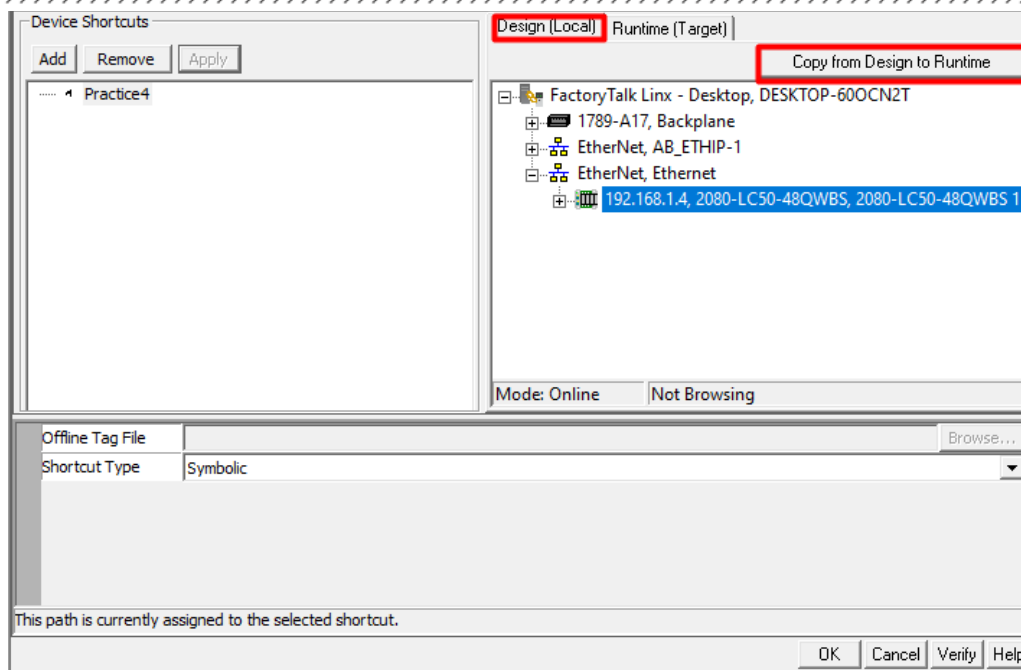 Device Shortcuts
Add Remove Apply
Practice4
Design (Local) Runtime (Target)
Copy from Design to Runtime
FactoryTalk Linx - Desktop, DESKTOP-60OCN2T
1789-A17, Backplane
EtherNet, AB_ETHIP-1
EtherNet, Ethernet
192.168.1.4, 2080-LC50-48QWBS, 2080-LC50-48QWBS 1
Mode: Online Not Browsing
Offline Tag File Browse...
Shortcut Type Symbolic
This path is currently assigned to the selected shortcut.
OK Cancel Verify Help